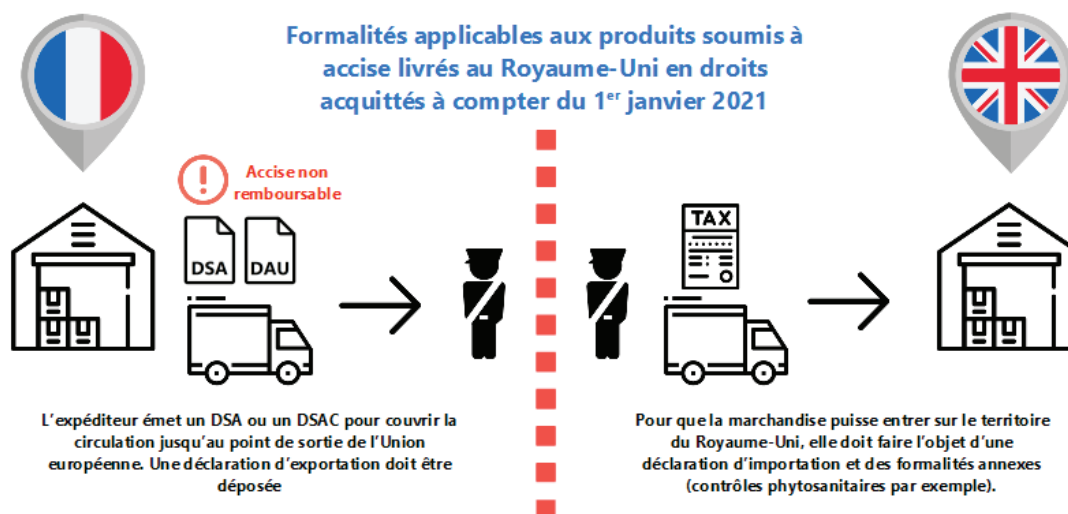 Formalités applicables aux produits soumis à
accise livrés au Royaume-Uni en droits
acquittés à compter du 1er janvier 2021
Accise non
remboursable
DSA
DAU
TAX
L'expéditeur émet un DSA ou un DSAC pour couvrir la
circulation jusqu'au point de sortie de l'Union
européenne. Une déclaration d'exportation doit être
déposée
Pour que la marchandise puisse entrer sur le territoire
du Royaume-Uni, elle doit faire l'objet d'une
déclaration d'importation et des formalités annexes
(contrôles phytosanitaires par exemple).